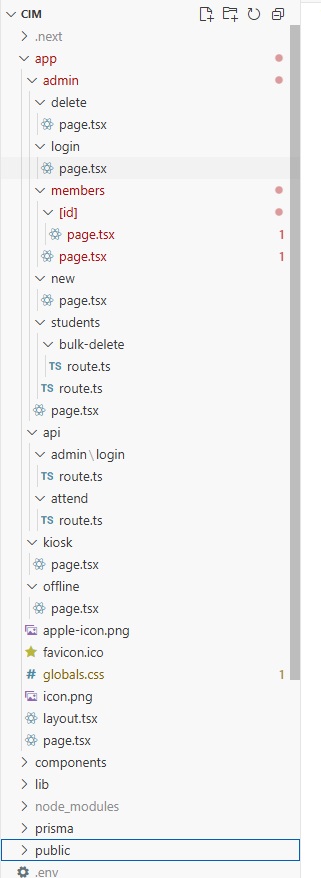 CIM
.next
app
admin
delete
page.tsx
login
page.tsx
members
[id]
page.tsx 1
page.tsx 1
new
page.tsx
students
bulk-delete
TS route.ts
TS route.ts
page.tsx
api
admin\login
TS route.ts
attend
TS route.ts
kiosk
page.tsx
offline
page.tsx
apple-icon.png
favicon.ico
# globals.css 1
icon.png
layout.tsx
page.tsx
components
lib
node_modules
prisma
public
.env